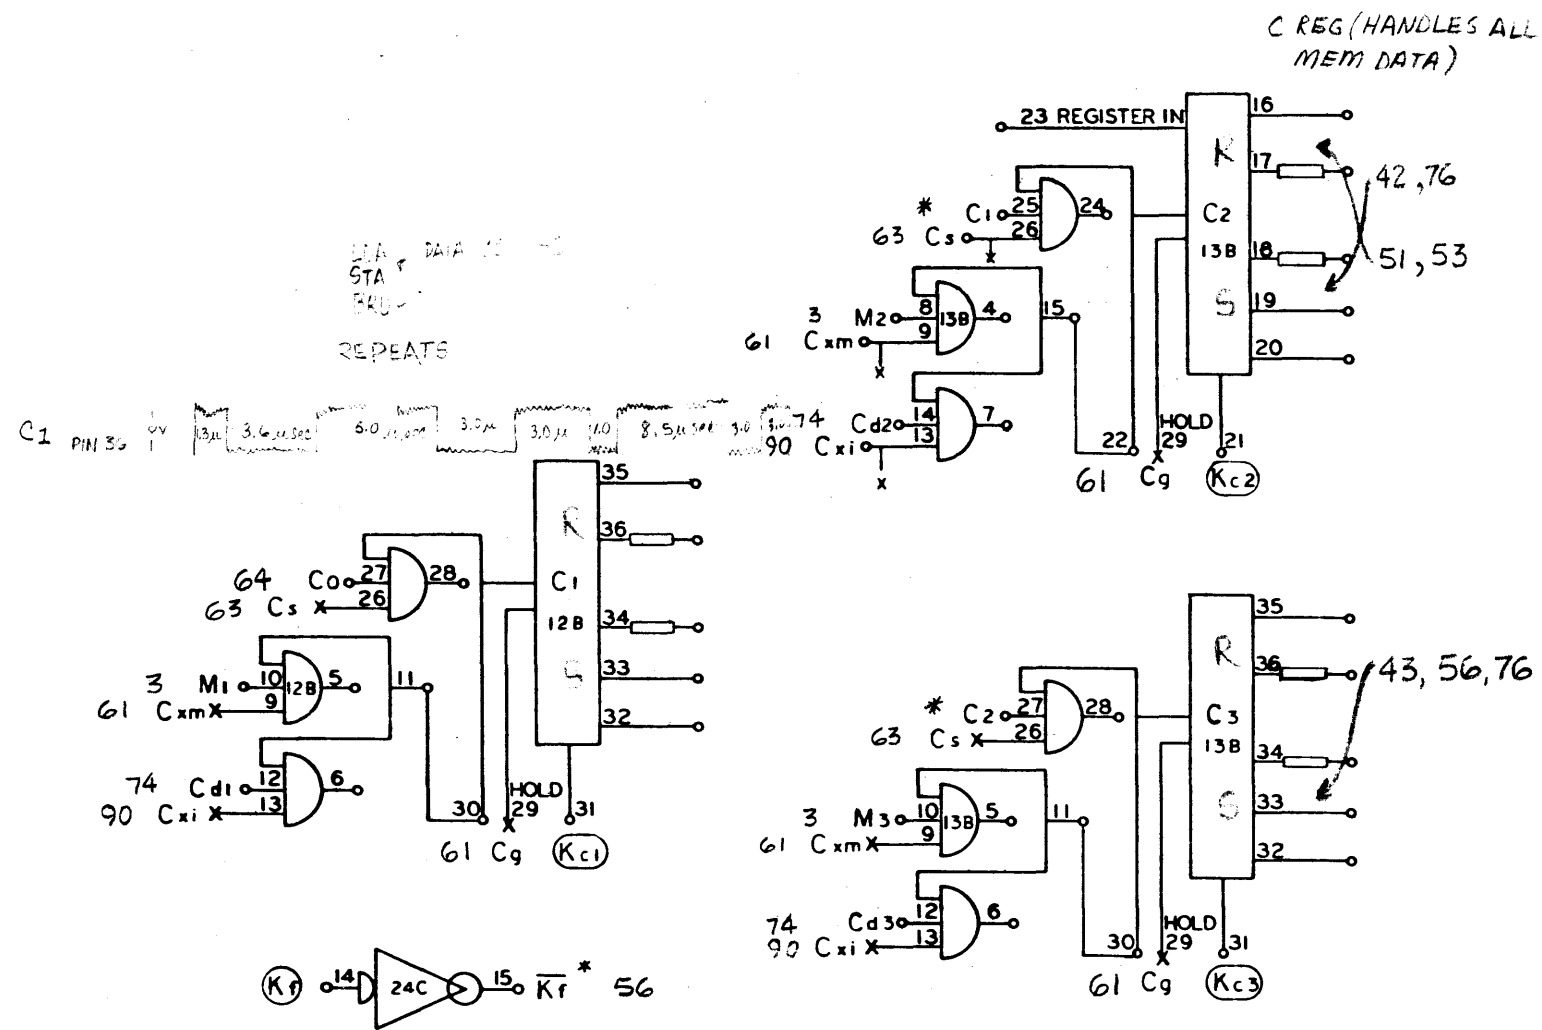 C REG (HANDLES ALL
MEM DATA)
23 REGISTER IN
16
R
17
42, 76
* C1 25 24
63 Cs 26
C2
13B
18
51, 53
S
19
20
3 M2 8 13B 4 15
61 Cxm 9
74 Cd2 14 7
90 Cxi 13
22
HOLD
29
21
61 Cg Kc2
STA
REPEATS
C1 PIN 36 0V 3.6 μsec 3.0μ 3.0μ 8.5μsec 3.0
35
R
36
64 C0 27 28
63 Cs 26
C1
12B
34
S
33
32
3 M1 10 12B 5 11
61 Cxm 9
74 Cd1 12 6
90 Cxi 13
30
HOLD
29
31
61 Cg Kc1
35
R
36
43, 56, 76
* C2 27 28
63 Cs 26
C3
13B
34
S
33
32
3 M3 10 13B 5 11
61 Cxm 9
74 Cd3 12 6
90 Cxi 13
30
HOLD
29
31
61 Cg Kc3
Kf 14 24C 15 Kf * 56